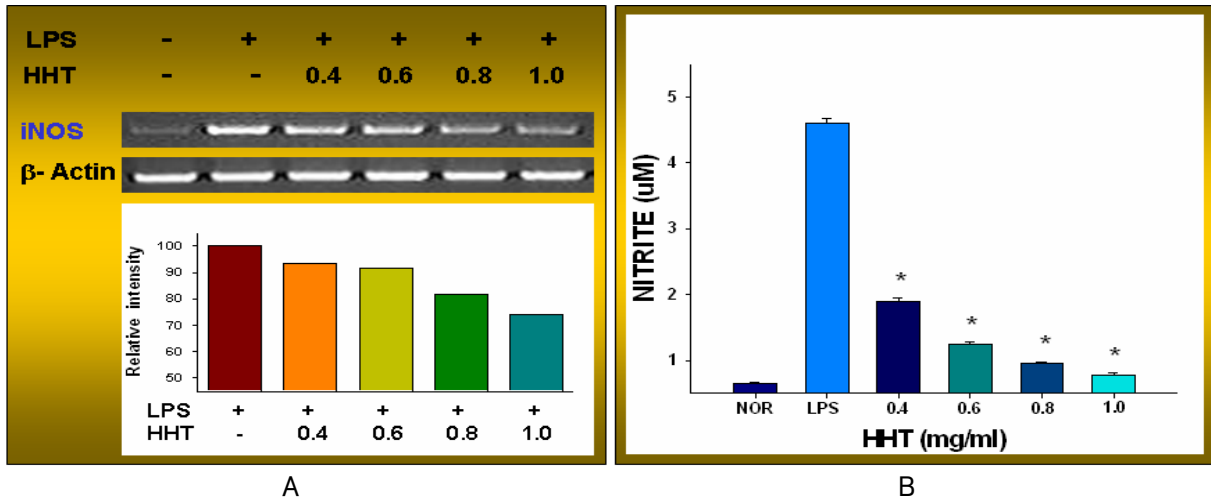 LPS - + + + + +
HHT - - 0.4 0.6 0.8 1.0
iNOS
β- Actin
Relative intensity
100
90
80
70
60
50
LPS + + + + +
HHT - 0.4 0.6 0.8 1.0
A
NITRITE (uM)
5
4
3
2
1
* * * *
NOR LPS 0.4 0.6 0.8 1.0
HHT (mg/ml)
B